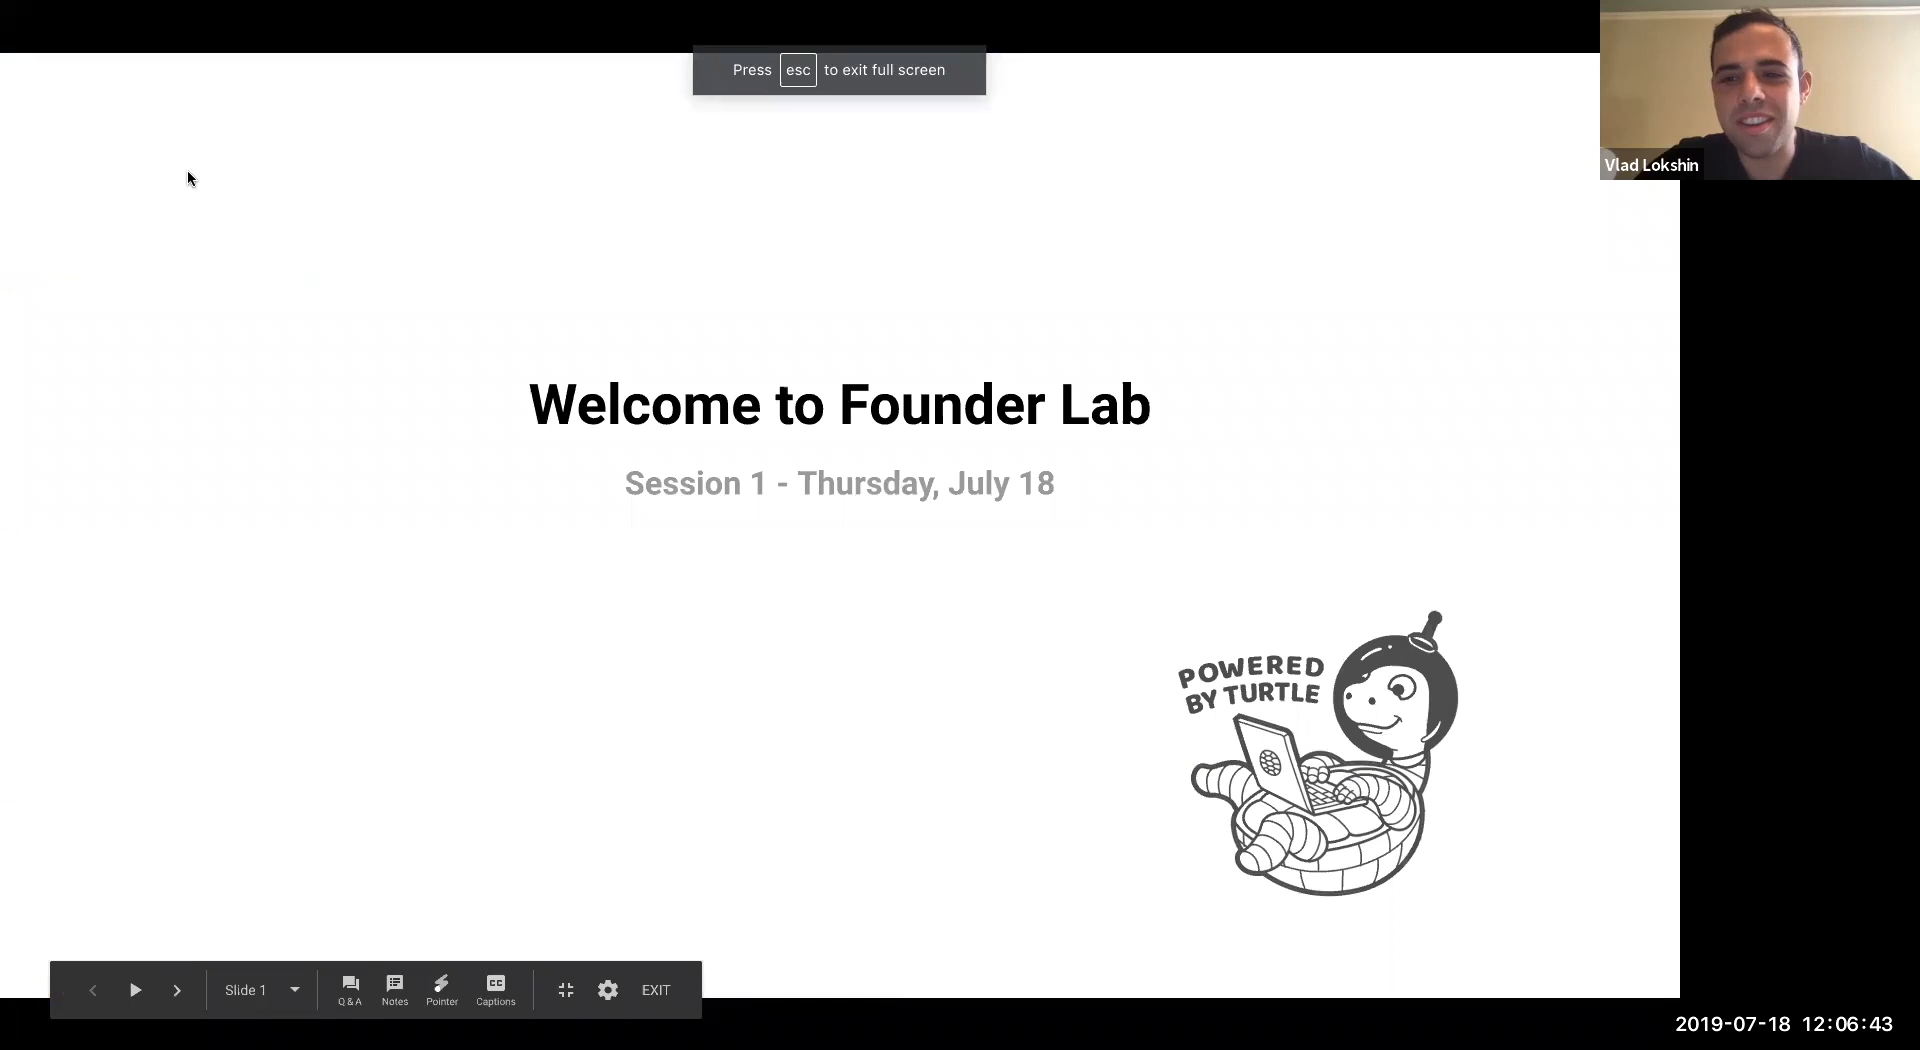 Press esc to exit full screen
Vlad Lokshin
Welcome to Founder Lab
Session 1 - Thursday, July 18
POWERED
BY TURTLE
Slide 1
Q & A
Notes
Pointer
CC
Captions
EXIT
2019-07-18 12:06:43